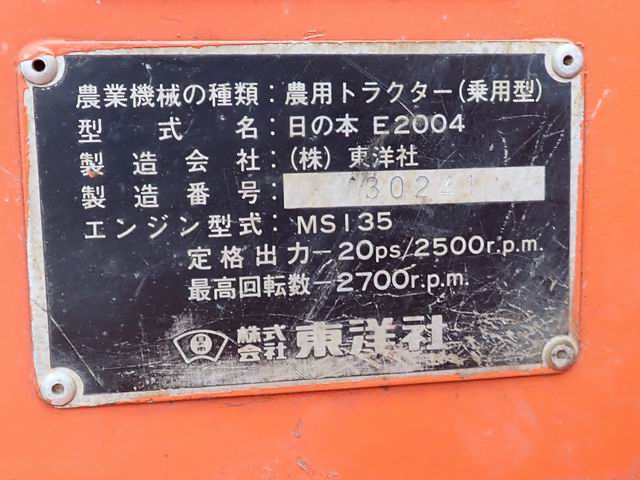 農業機械の種類：農用トラクター(乗用型)
型式名：日の本 E2004
製造会社：(株) 東洋社
製造番号：30241
エンジン型式：MS135
定格出力ー20ps/2500r.p.m.
最高回転数ー2700r.p.m.
株式会社 東洋社